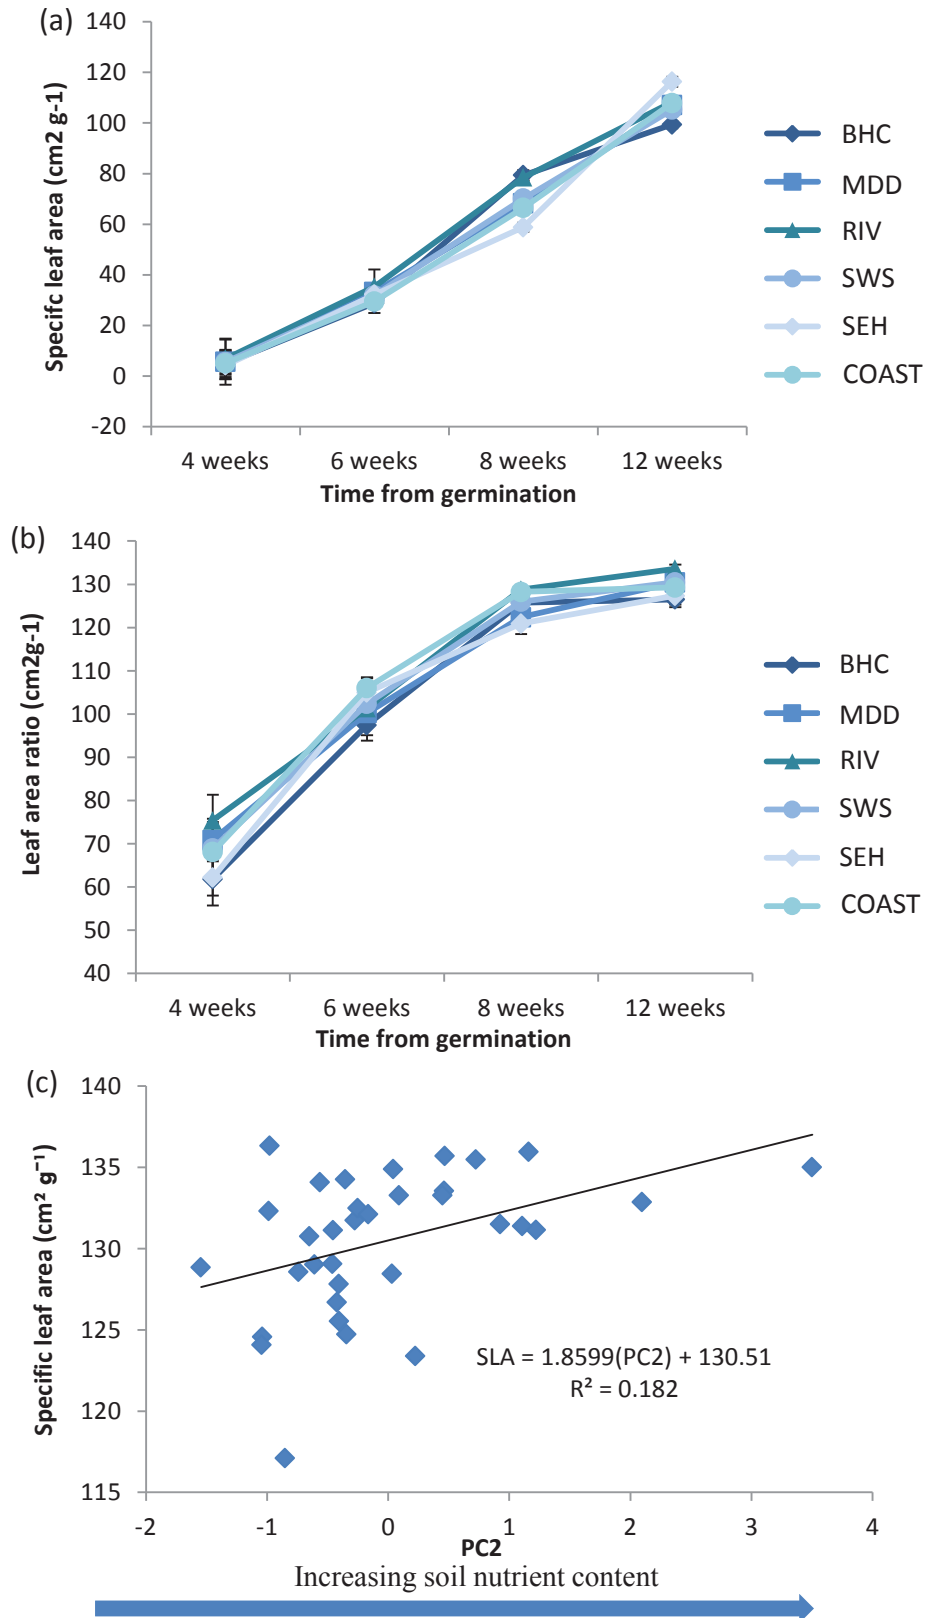 (a)
140
120
100
80
60
40
20
0
-20
Specifc leaf area (cm2 g-1)
4 weeks 6 weeks 8 weeks 12 weeks
Time from germination
BHC
MDD
RIV
SWS
SEH
COAST
(b)
140
130
120
110
100
90
80
70
60
50
40
Leaf area ratio (cm2g-1)
4 weeks 6 weeks 8 weeks 12 weeks
Time from germination
BHC
MDD
RIV
SWS
SEH
COAST
(c)
140
135
130
125
120
115
Specific leaf area (cm² g⁻¹)
SLA = 1.8599(PC2) + 130.51
R² = 0.182
-2 -1 0 1 2 3 4
PC2
Increasing soil nutrient content